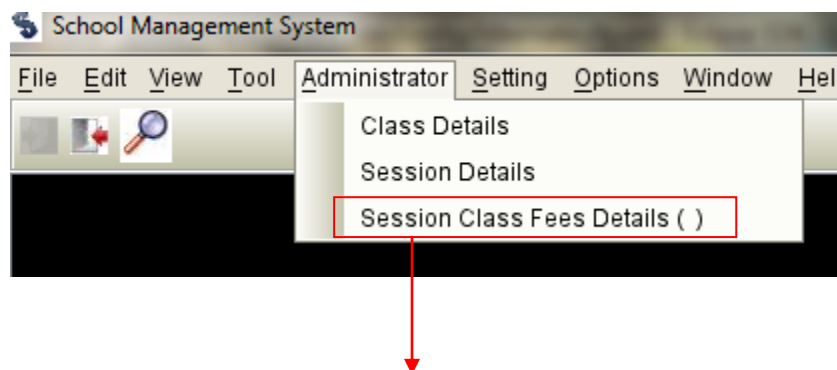 School Management System
File Edit View Tool Administrator Setting Options Window Hel
Class Details
Session Details
Session Class Fees Details ( )